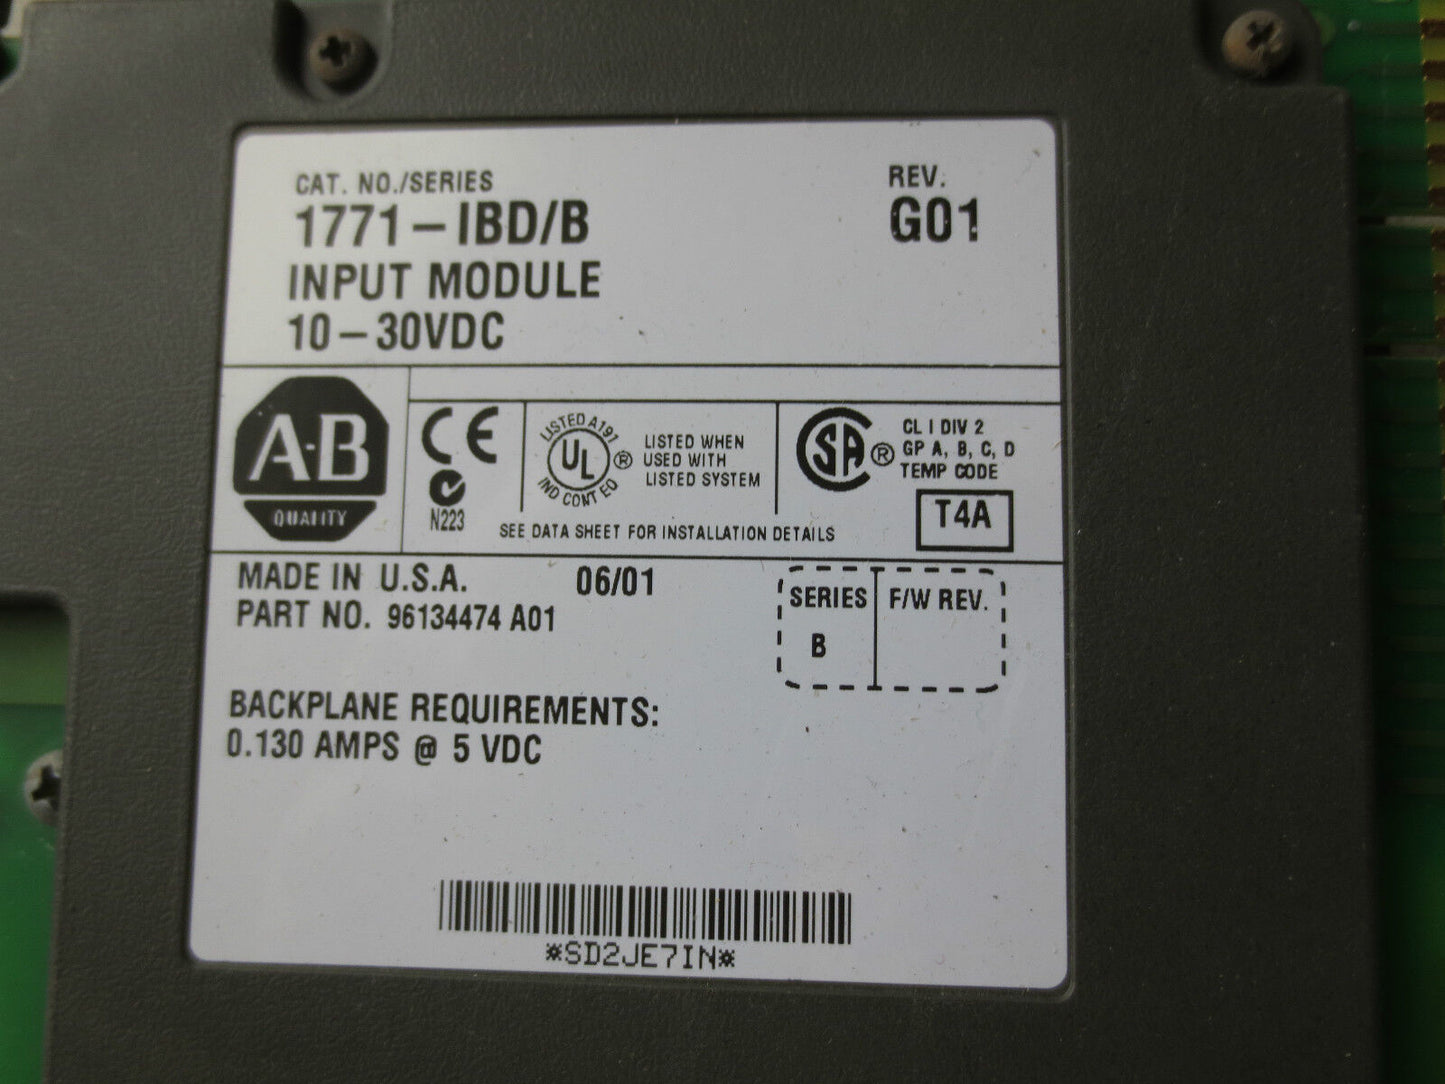 CAT. NO./SERIES
1771-IBD/B
INPUT MODULE
10-30VDC
REV.
G01
A-B
QUALITY
CE
N223
LISTED A191
UL
IND CONT EQ
®
LISTED WHEN
USED WITH
LISTED SYSTEM
SA ®
CL I DIV 2
GP A, B, C, D
TEMP CODE
T4A
SEE DATA SHEET FOR INSTALLATION DETAILS
MADE IN U.S.A. 06/01
PART NO. 96134474 A01
SERIES
B
F/W REV.
BACKPLANE REQUIREMENTS:
0.130 AMPS @ 5 VDC
*SD2JE7IN*